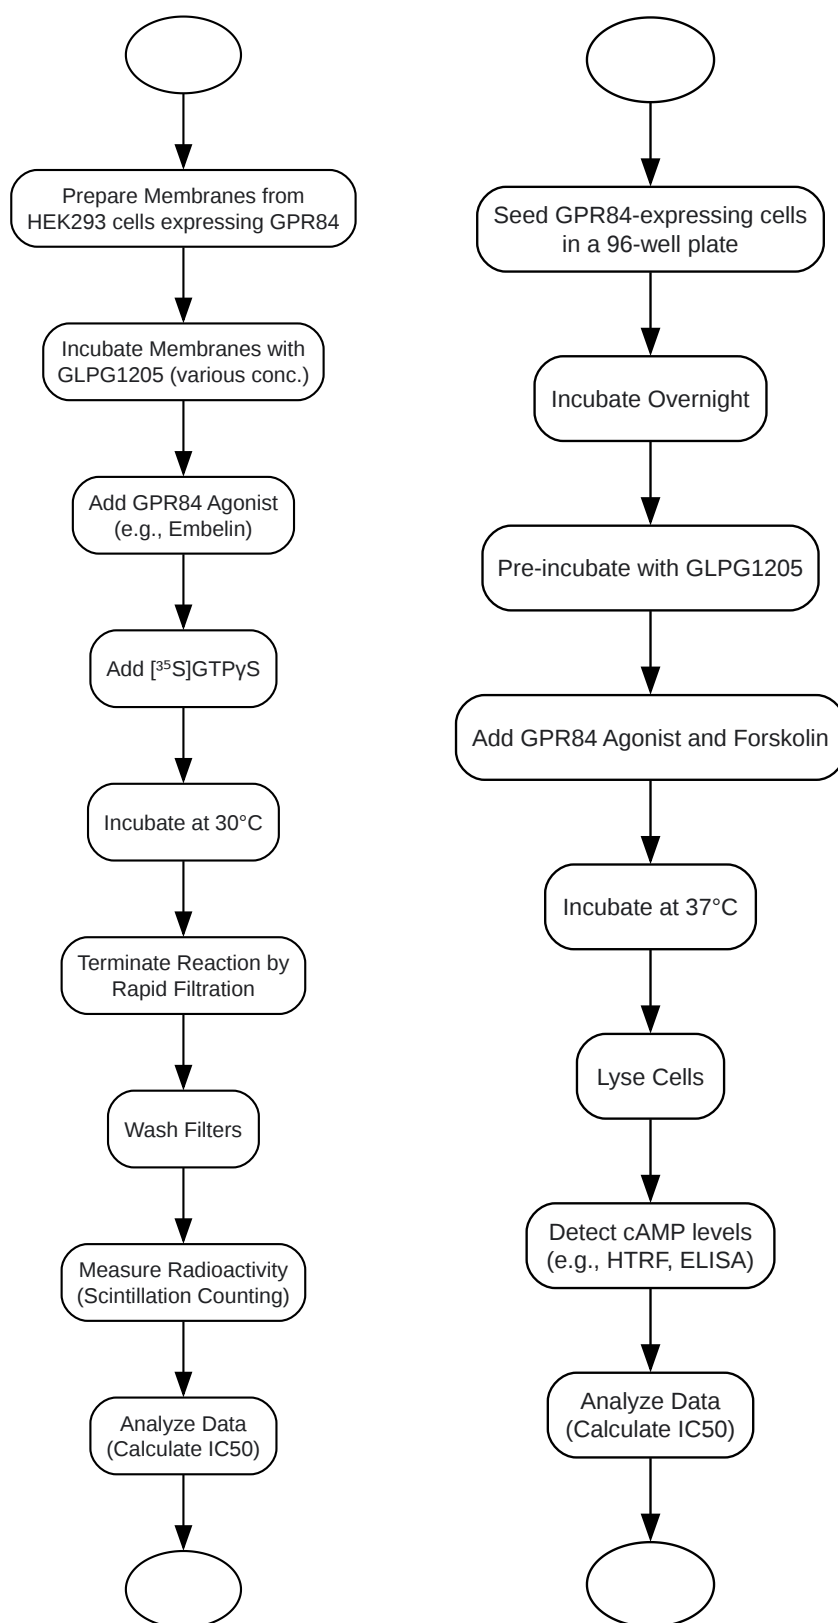 Prepare Membranes from
HEK293 cells expressing GPR84
Incubate Membranes with
GLPG1205 (various conc.)
Add GPR84 Agonist
(e.g., Embelin)
Add [³⁵S]GTPγS
Incubate at 30°C
Terminate Reaction by
Rapid Filtration
Wash Filters
Measure Radioactivity
(Scintillation Counting)
Analyze Data
(Calculate IC50)
Seed GPR84-expressing cells
in a 96-well plate
Incubate Overnight
Pre-incubate with GLPG1205
Add GPR84 Agonist and Forskolin
Incubate at 37°C
Lyse Cells
Detect cAMP levels
(e.g., HTRF, ELISA)
Analyze Data
(Calculate IC50)